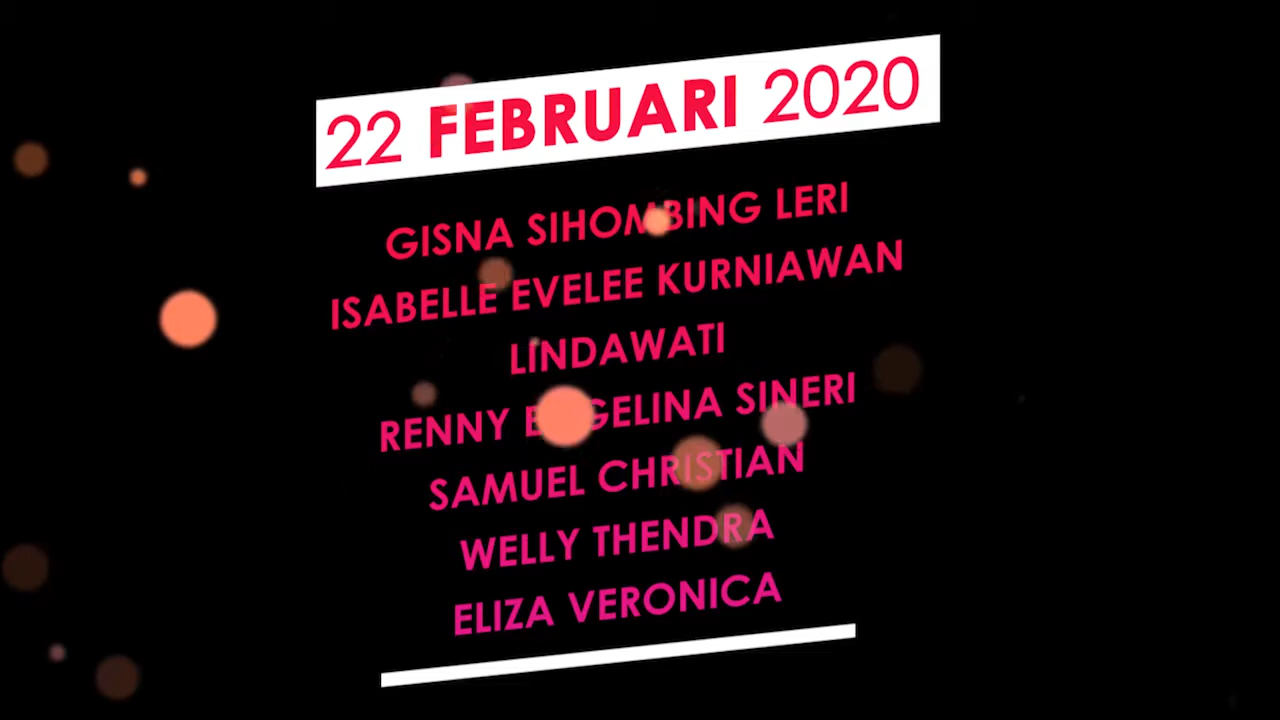 22 FEBRUARI 2020
GISNA SIHOMBING LERI
ISABELLE EVELEE KURNIAWAN
LINDAWATI
RENNY SINERI
SAMUEL CHRISTIAN
WELLY THENDRA
ELIZA VERONICA